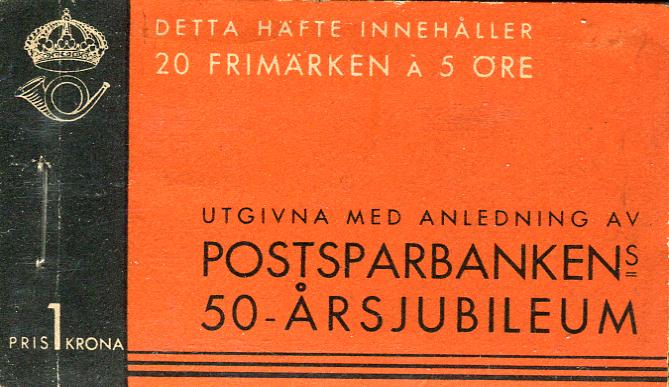 DETTA HÄFTE INNEHÅLLER
20 FRIMÄRKEN À 5 ÖRE
UTGIVNA MED ANLEDNING AV
POSTSPARBANKENS
50-ÅRSJUBILEUM
PRIS 1 KRONA